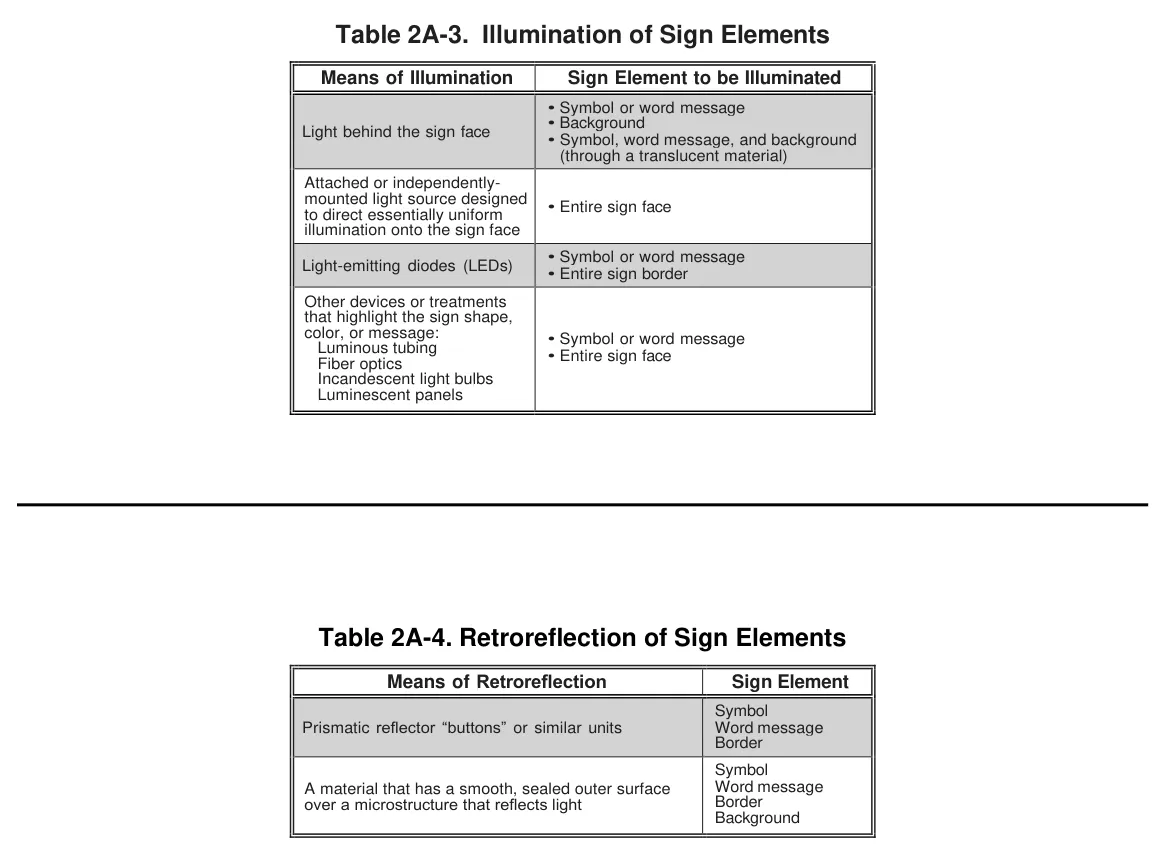 Table 2A-3. Illumination of Sign Elements
Means of Illumination
Sign Element to be Illuminated
Light behind the sign face
• Symbol or word message
• Background
• Symbol, word message, and background
(through a translucent material)
Attached or independently-
mounted light source designed
to direct essentially uniform
illumination onto the sign face
• Entire sign face
Light-emitting diodes (LEDs)
• Symbol or word message
• Entire sign border
Other devices or treatments
that highlight the sign shape,
color, or message:
Luminous tubing
Fiber optics
Incandescent light bulbs
Luminescent panels
• Symbol or word message
• Entire sign face
Table 2A-4. Retroreflection of Sign Elements
Means of Retroreflection
Sign Element
Prismatic reflector “buttons” or similar units
Symbol
Word message
Border
A material that has a smooth, sealed outer surface
over a microstructure that reflects light
Symbol
Word message
Border
Background